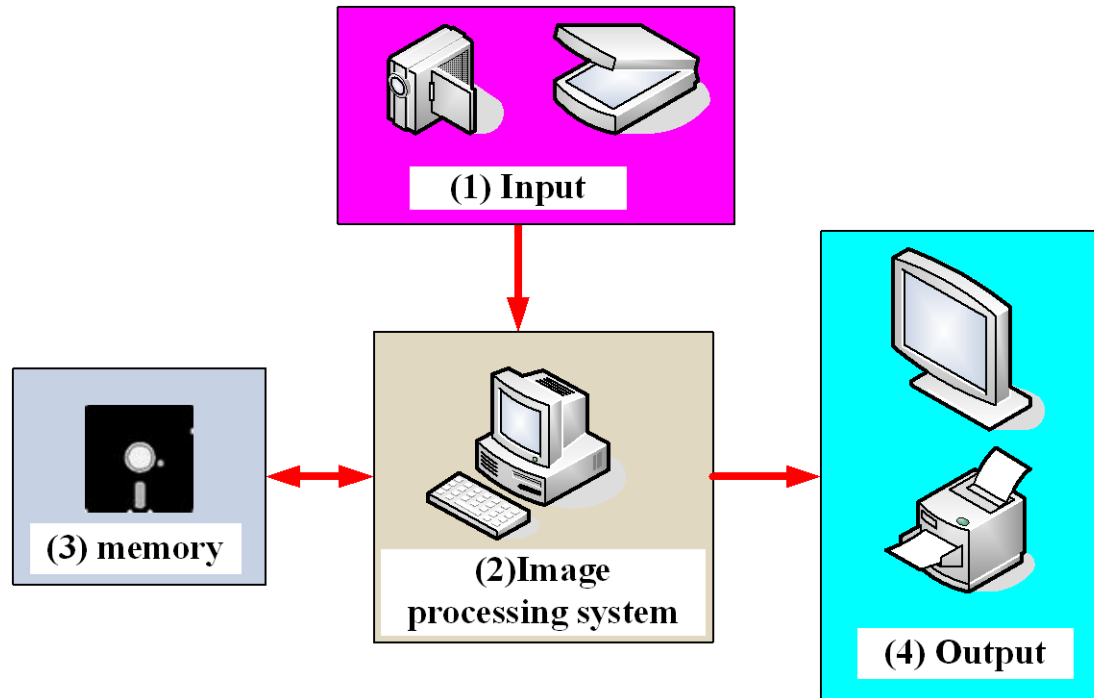 (1) Input
(2)Image
processing system
(3) memory
(4) Output